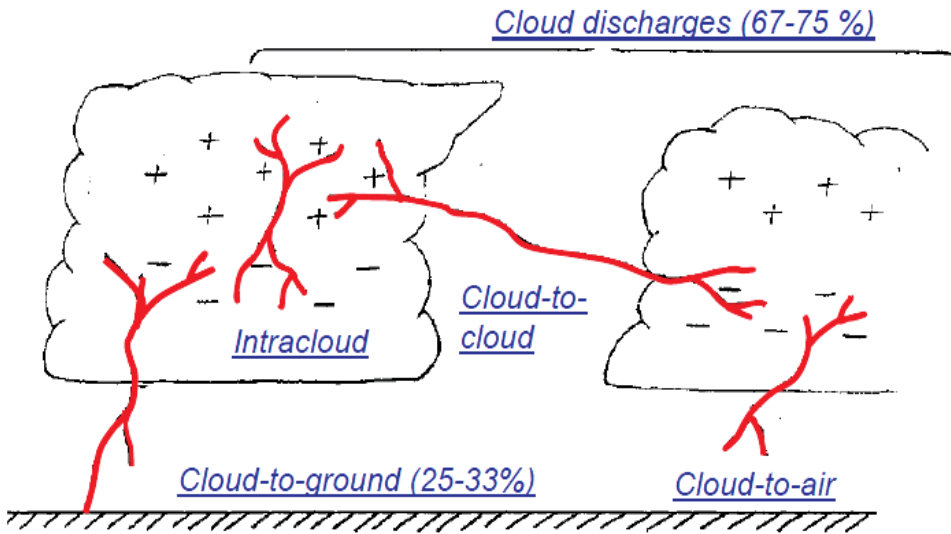 Cloud discharges (67-75 %)
Intracloud
Cloud-to-
cloud
Cloud-to-ground (25-33%)
Cloud-to-air